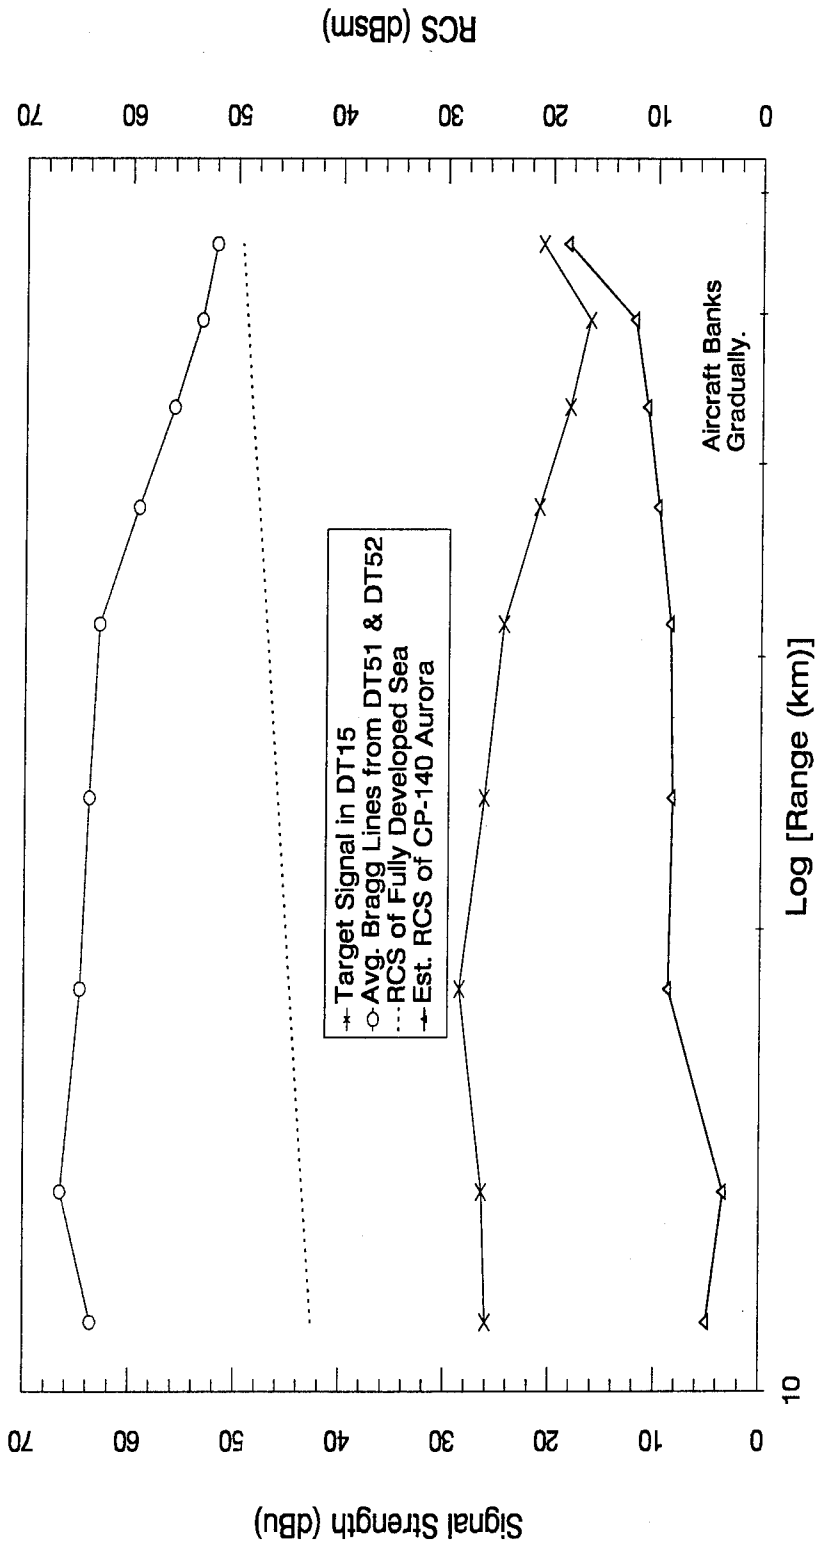 Signal Strength (dBu)
70
60
50
40
30
20
10
0
Target Signal in DT15
Avg. Bragg Lines from DT51 & DT52
RCS of Fully Developed Sea
Est. RCS of CP-140 Aurora
Aircraft Banks
Gradually.
70
60
50
40
30
20
10
0
RCS (dBsm)
10
Log [Range (km)]